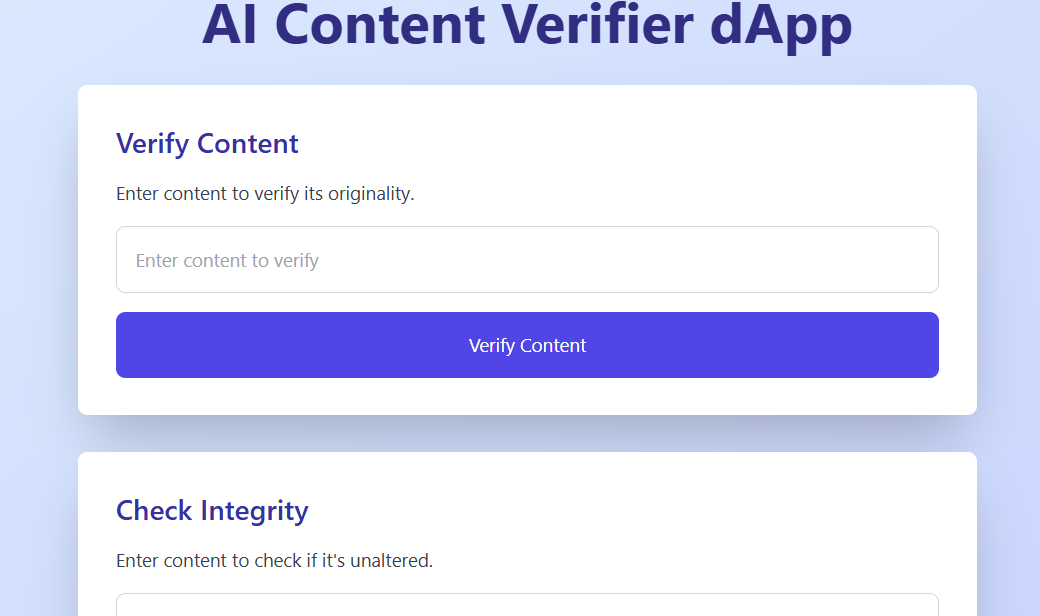 AI Content Verifier dApp
Verify Content
Enter content to verify its originality.
Enter content to verify
Verify Content
Check Integrity
Enter content to check if it's unaltered.